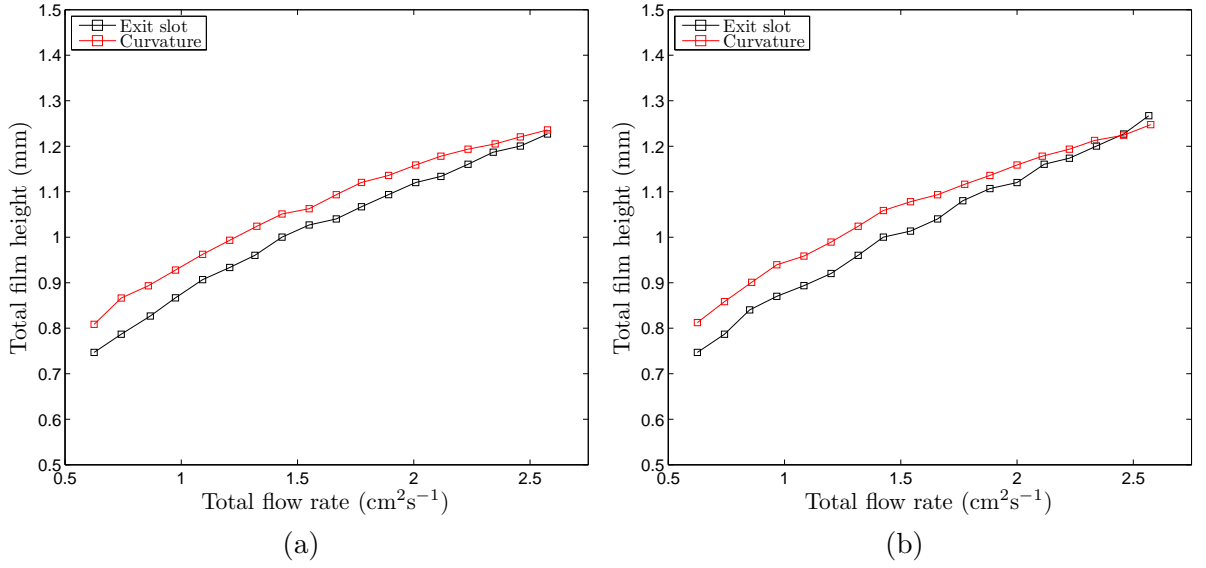 1.5
1.4
1.3
1.2
1.1
1
0.9
0.8
0.7
0.6
0.5
0.5 1 1.5 2 2.5
Total film height (mm)
Total flow rate (cm²s⁻¹)
Exit slot
Curvature
(a)
1.5
1.4
1.3
1.2
1.1
1
0.9
0.8
0.7
0.6
0.5
0.5 1 1.5 2 2.5
Total film height (mm)
Total flow rate (cm²s⁻¹)
Exit slot
Curvature
(b)